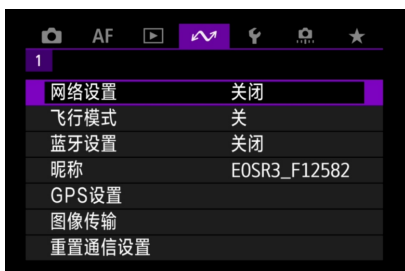 AF
1
网络设置 关闭
飞行模式 关
蓝牙设置 关闭
昵称 EOSR3_F12582
GPS设置
图像传输
重置通信设置